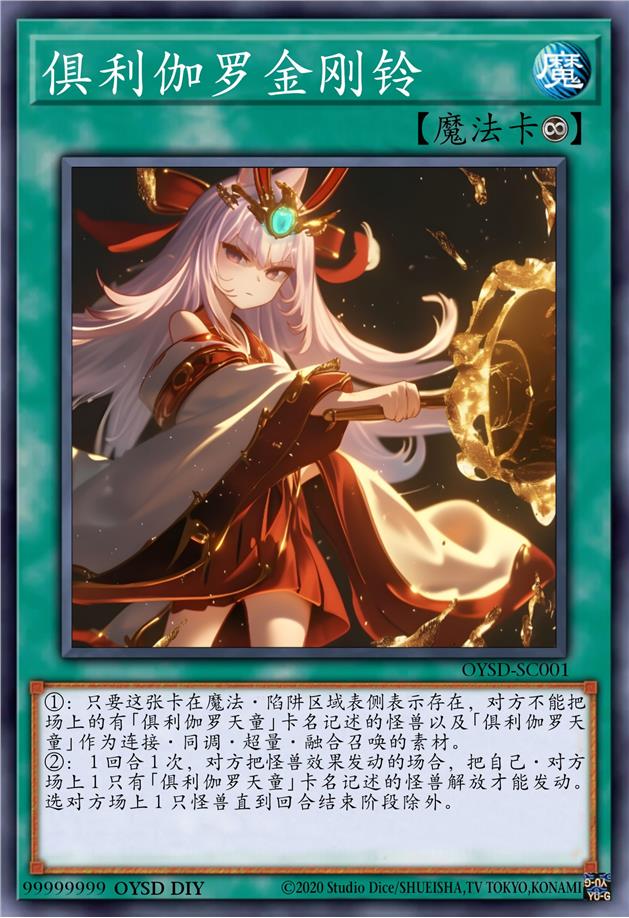 俱利伽罗金刚铃
魔
【魔法卡♾】
OYSD-SC001
①：只要这张卡在魔法·陷阱区域表侧表示存在，对方不能把
场上的有「俱利伽罗天童」卡名记述的怪兽以及「俱利伽罗天
童」作为连接·同调·超量·融合召唤的素材。
②：１回合１次，对方把怪兽效果发动的场合，把自己·对方
场上１只有「俱利伽罗天童」卡名记述的怪兽解放才能发动。
选对方场上１只怪兽直到回合结束阶段除外。
99999999 OYSD DIY
©2020 Studio Dice/SHUEISHA,TV TOKYO,KONAMI